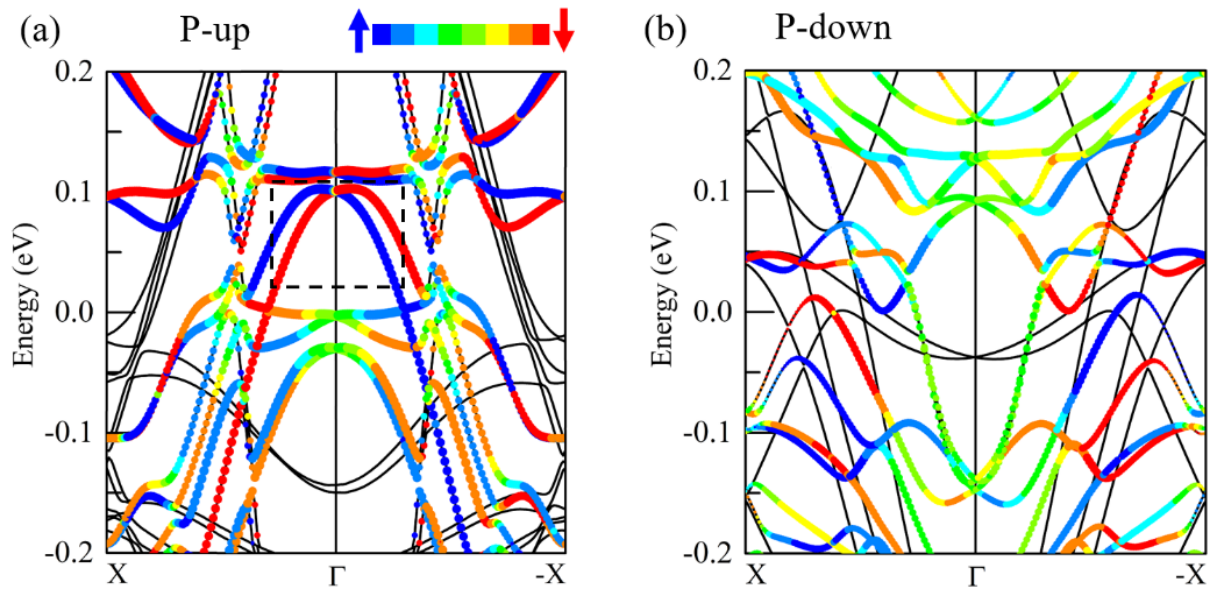 (a) P-up
(b) P-down
Energy (eV)
0.2
0.1
0.0
-0.1
-0.2
X Γ -X
Energy (eV)
0.2
0.1
0.0
-0.1
-0.2
X Γ -X